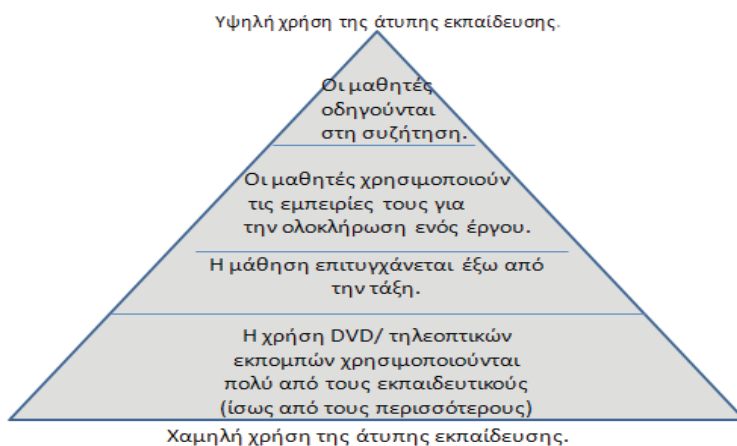 Υψηλή χρήση της άτυπης εκπαίδευσης.
Οι μαθητές
οδηγούνται
στη συζήτηση.
Οι μαθητές χρησιμοποιούν
τις εμπειρίες τους για
την ολοκλήρωση ενός έργου.
Η μάθηση επιτυγχάνεται έξω από
την τάξη.
Η χρήση DVD/ τηλεοπτικών
εκπομπών χρησιμοποιούνται
πολύ από τους εκπαιδευτικούς
(ίσως από τους περισσότερους)
Χαμηλή χρήση της άτυπης εκπαίδευσης.